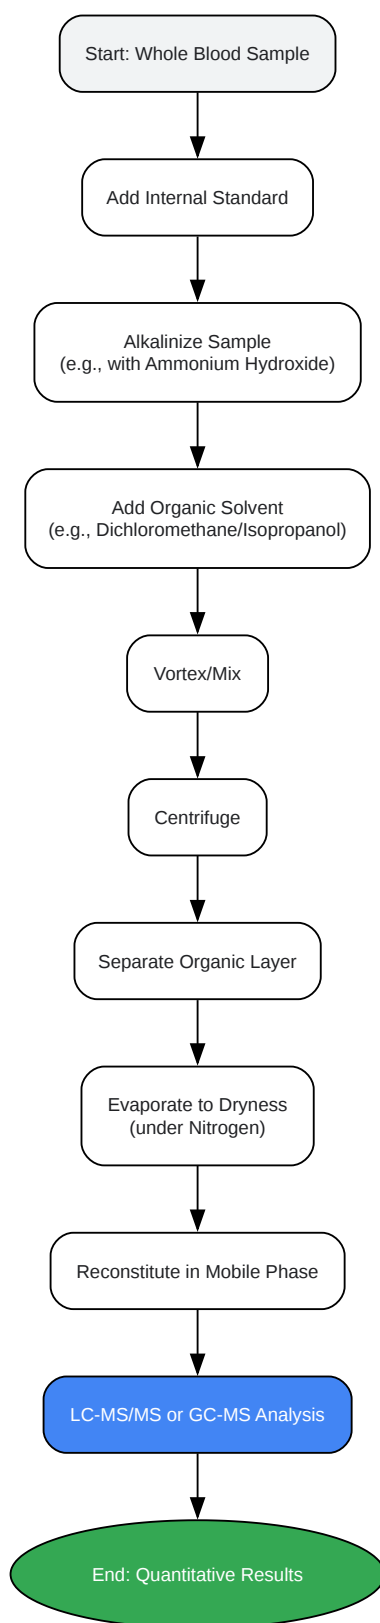 Start: Whole Blood Sample
Add Internal Standard
Alkalinize Sample
(e.g., with Ammonium Hydroxide)
Add Organic Solvent
(e.g., Dichloromethane/Isopropanol)
Vortex/Mix
Centrifuge
Separate Organic Layer
Evaporate to Dryness
(under Nitrogen)
Reconstitute in Mobile Phase
LC-MS/MS or GC-MS Analysis
End: Quantitative Results